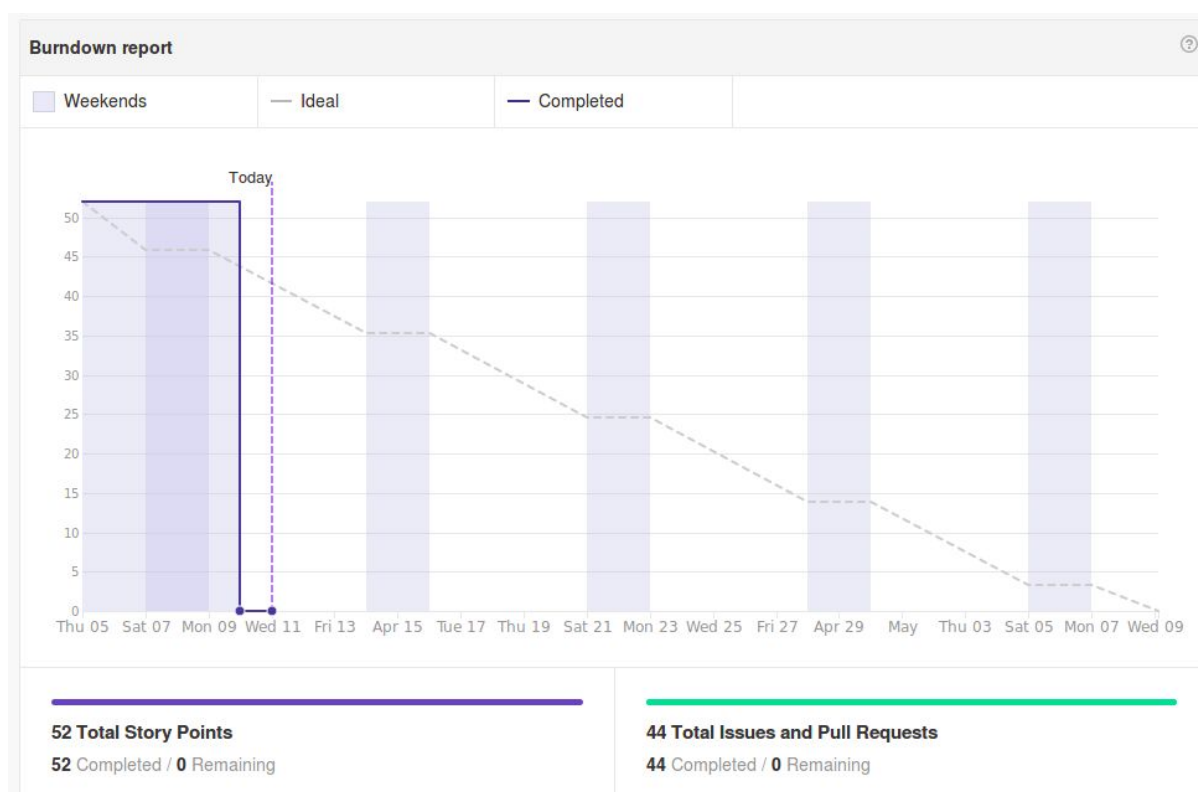 Burndown report
Weekends
Ideal
Completed
Today
50
45
40
35
30
25
20
15
10
5
0
Thu 05 Sat 07 Mon 09 Wed 11 Fri 13 Apr 15 Tue 17 Thu 19 Sat 21 Mon 23 Wed 25 Fri 27 Apr 29 May Thu 03 Sat 05 Mon 07 Wed 09
52 Total Story Points
52 Completed / 0 Remaining
44 Total Issues and Pull Requests
44 Completed / 0 Remaining